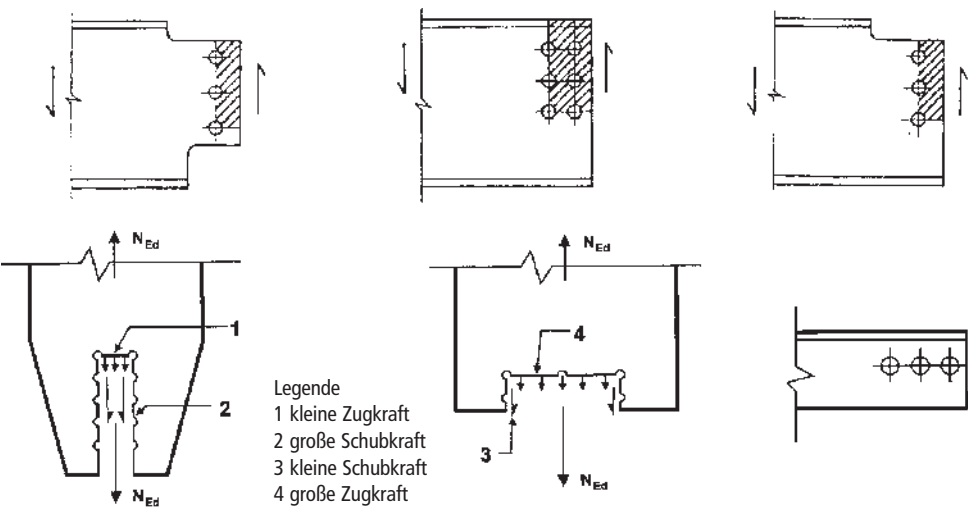 N_Ed
1
2
N_Ed
Legende
1 kleine Zugkraft
2 große Schubkraft
3 kleine Schubkraft
4 große Zugkraft
N_Ed
4
3
N_Ed